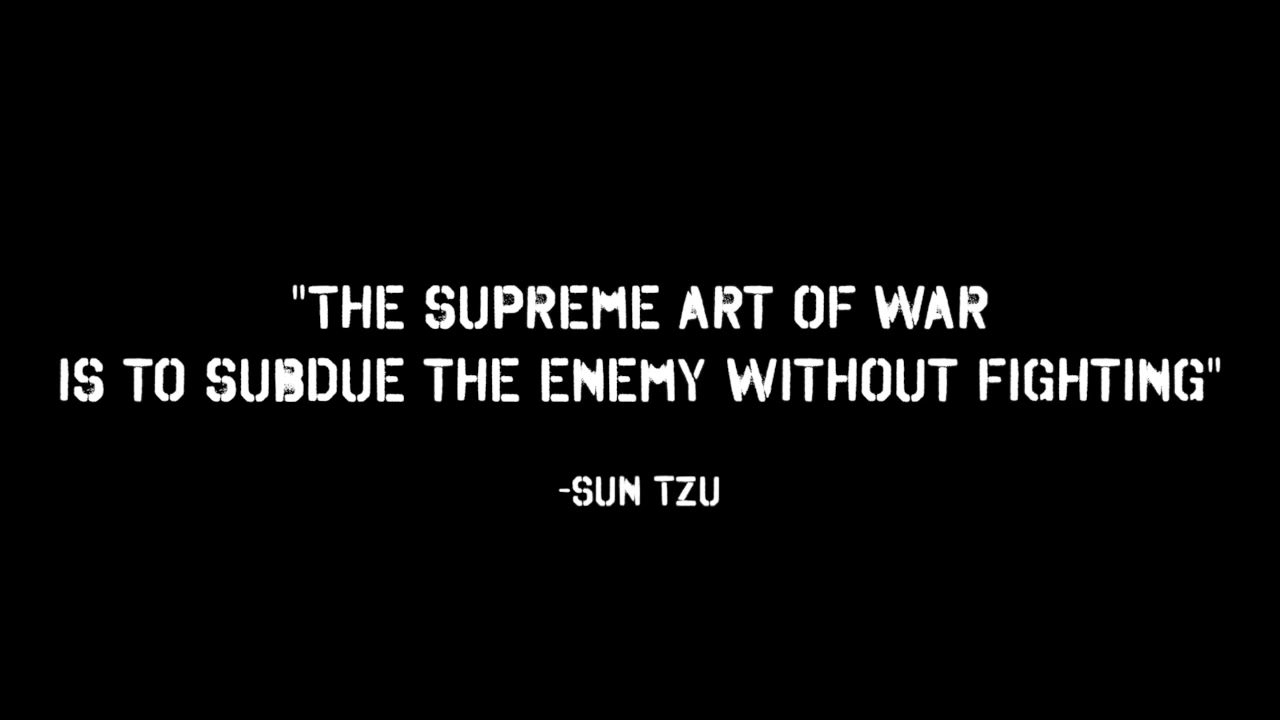 "THE SUPREME ART OF WAR
IS TO SUBDUE THE ENEMY WITHOUT FIGHTING"
-SUN TZU